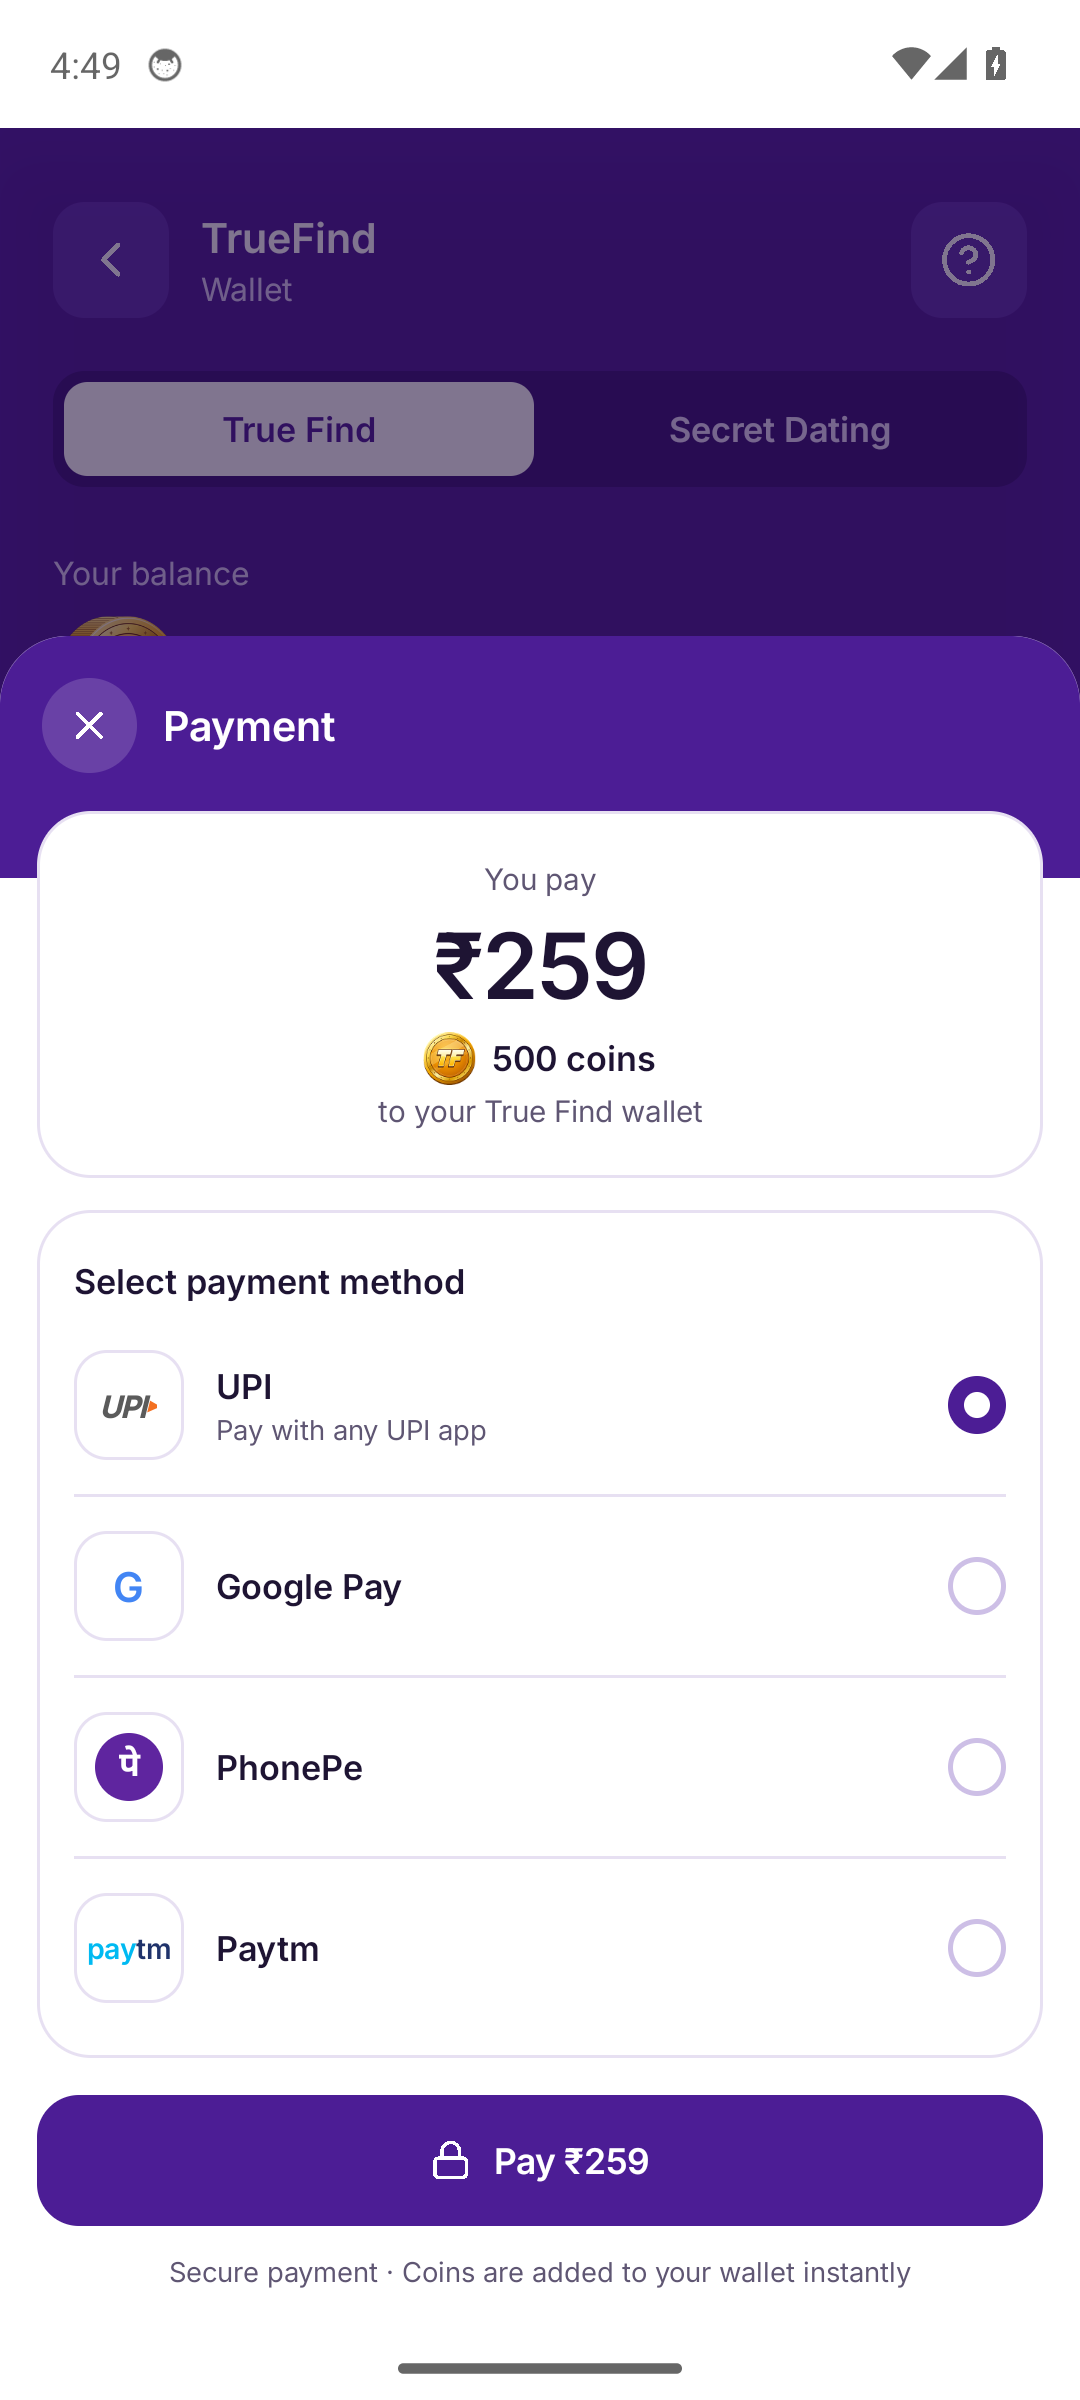 4:49
TrueFind
Wallet
True Find
Secret Dating
Your balance
Payment
You pay
₹259
TF 500 coins
to your True Find wallet
Select payment method
UPI
UPI
Pay with any UPI app
G
Google Pay
पे
PhonePe
paytm
Paytm
Pay ₹259
Secure payment · Coins are added to your wallet instantly